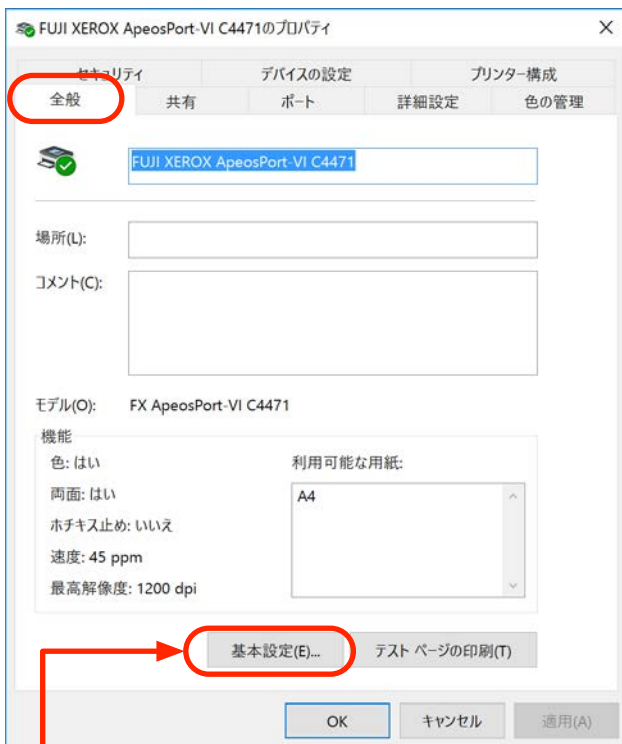 FUJI XEROX ApeosPort-VI C4471のプロパティ
セキュリティ デバイスの設定 プリンター構成
全般 共有 ポート 詳細設定 色の管理
FUJI XEROX ApeosPort-VI C4471
場所(L):
コメント(C):
モデル(O): FX ApeosPort-VI C4471
機能
色: はい 利用可能な用紙:
両面: はい A4
ホチキス止め: いいえ
速度: 45 ppm
最高解像度: 1200 dpi
基本設定(E)... テスト ページの印刷(T)
OK キャンセル 適用(A)